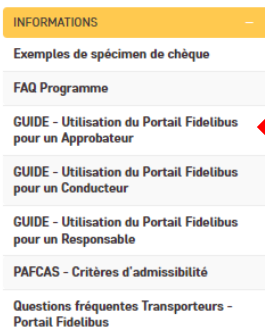 INFORMATIONS
Exemples de spécimen de chèque
FAQ Programme
GUIDE - Utilisation du Portail Fidelibus
pour un Approbateur
GUIDE - Utilisation du Portail Fidelibus
pour un Conducteur
GUIDE - Utilisation du Portail Fidelibus
pour un Responsable
PAFCAS - Critères d'admissibilité
Questions fréquentes Transporteurs -
Portail Fidelibus